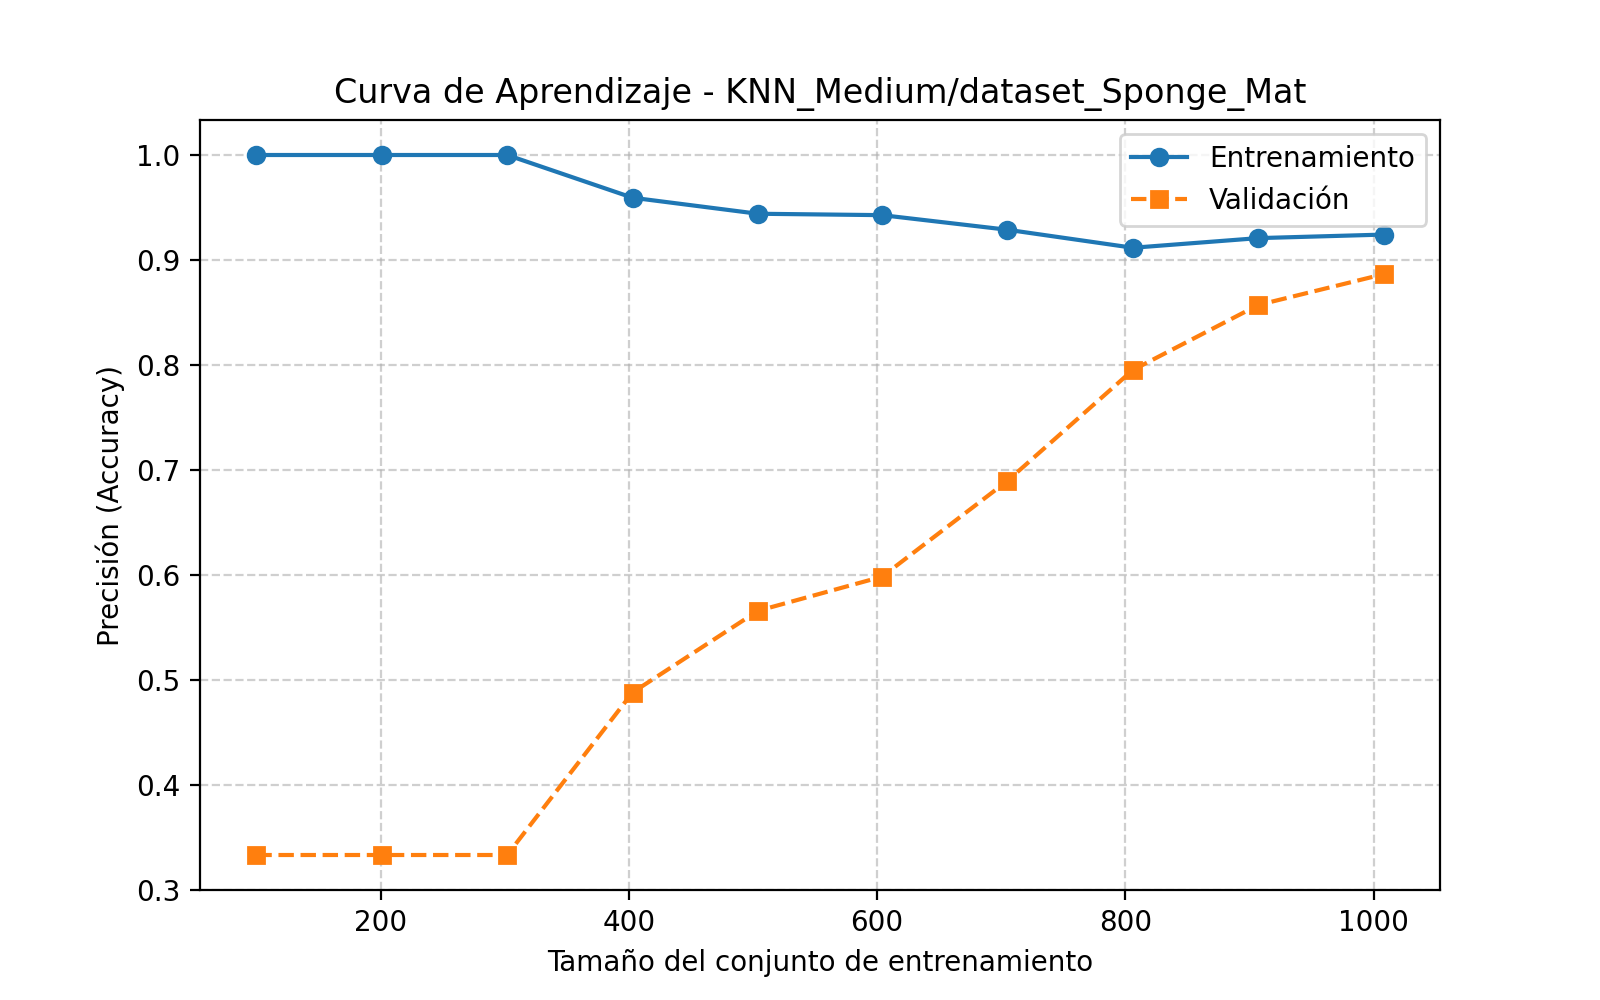 Curva de Aprendizaje - KNN_Medium/dataset_Sponge_Mat
Entrenamiento
Validación
Precisión (Accuracy)
1.0
0.9
0.8
0.7
0.6
0.5
0.4
0.3
200 400 600 800 1000
Tamaño del conjunto de entrenamiento